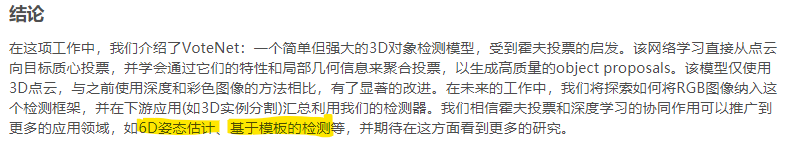 结论
在这项工作中，我们介绍了VoteNet：一个简单但强大的3D对象检测模型，受到霍夫投票的启发。该网络学习直接从点云
向目标质心投票，并学会通过它们的特性和局部几何信息来聚合投票，以生成高质量的object proposals。该模型仅使用
3D点云，与之前使用深度和彩色图像的方法相比，有了显著的改进。在未来的工作中，我们将探索如何将RGB图像纳入这
个检测框架，并在下游应用(如3D实例分割)汇总利用我们的检测器。我们相信霍夫投票和深度学习的协同作用可以推广到
更多的应用领域，如6D姿态估计、基于模板的检测等，并期待在这方面看到更多的研究。